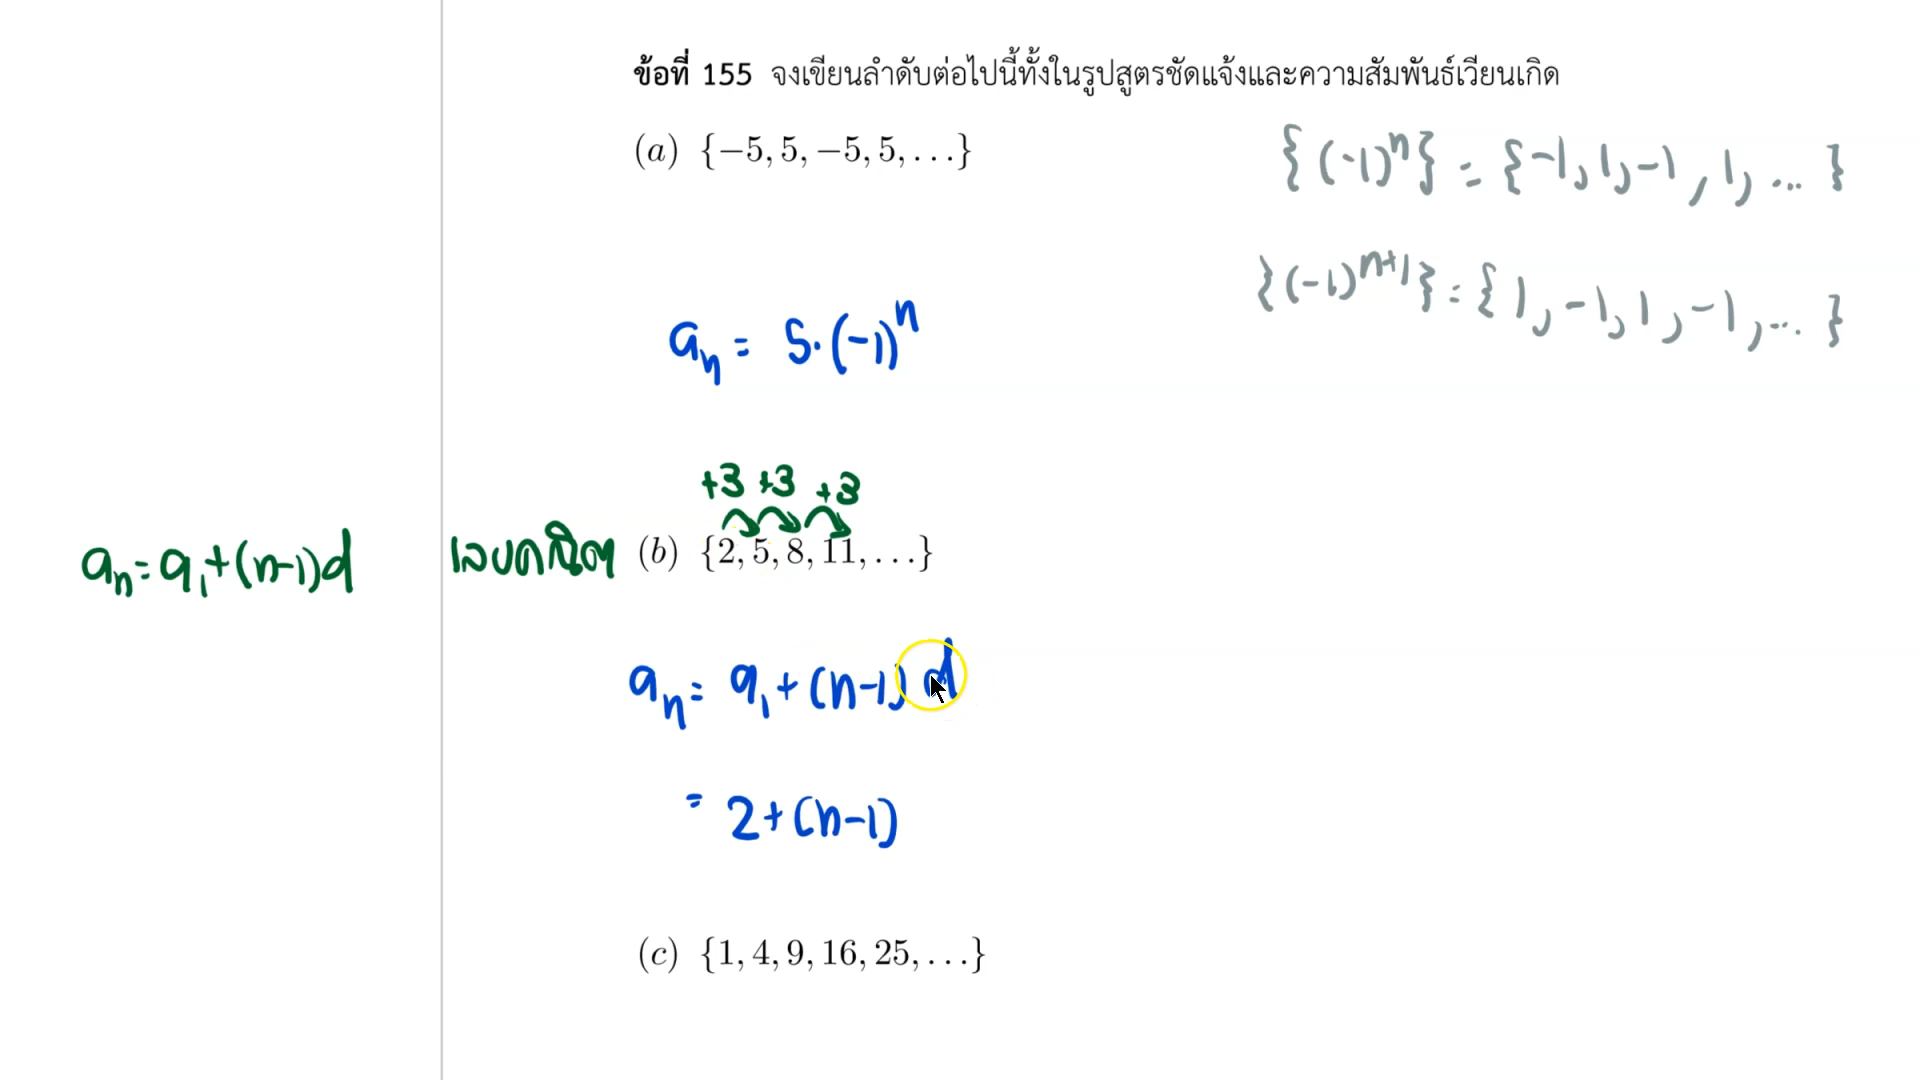 ข้อที่ 155 จงเขียนลำดับต่อไปนี้ทั้งในรูปสูตรชัดแจ้งและความสัมพันธ์เวียนเกิด
(a) {−5, 5, −5, 5, . . .}
{(-1)^n} = {-1, 1, -1, 1, ... }
{(-1)^{n+1}} = {1, -1, 1, -1, ... }
a_n = 5·(-1)^n
+3 +3 +3
a_n = a_1 + (n-1)d
เลขคณิต (b) {2, 5, 8, 11, . . .}
a_n = a_1 + (n-1) d
= 2 + (n-1)
(c) {1, 4, 9, 16, 25, . . .}